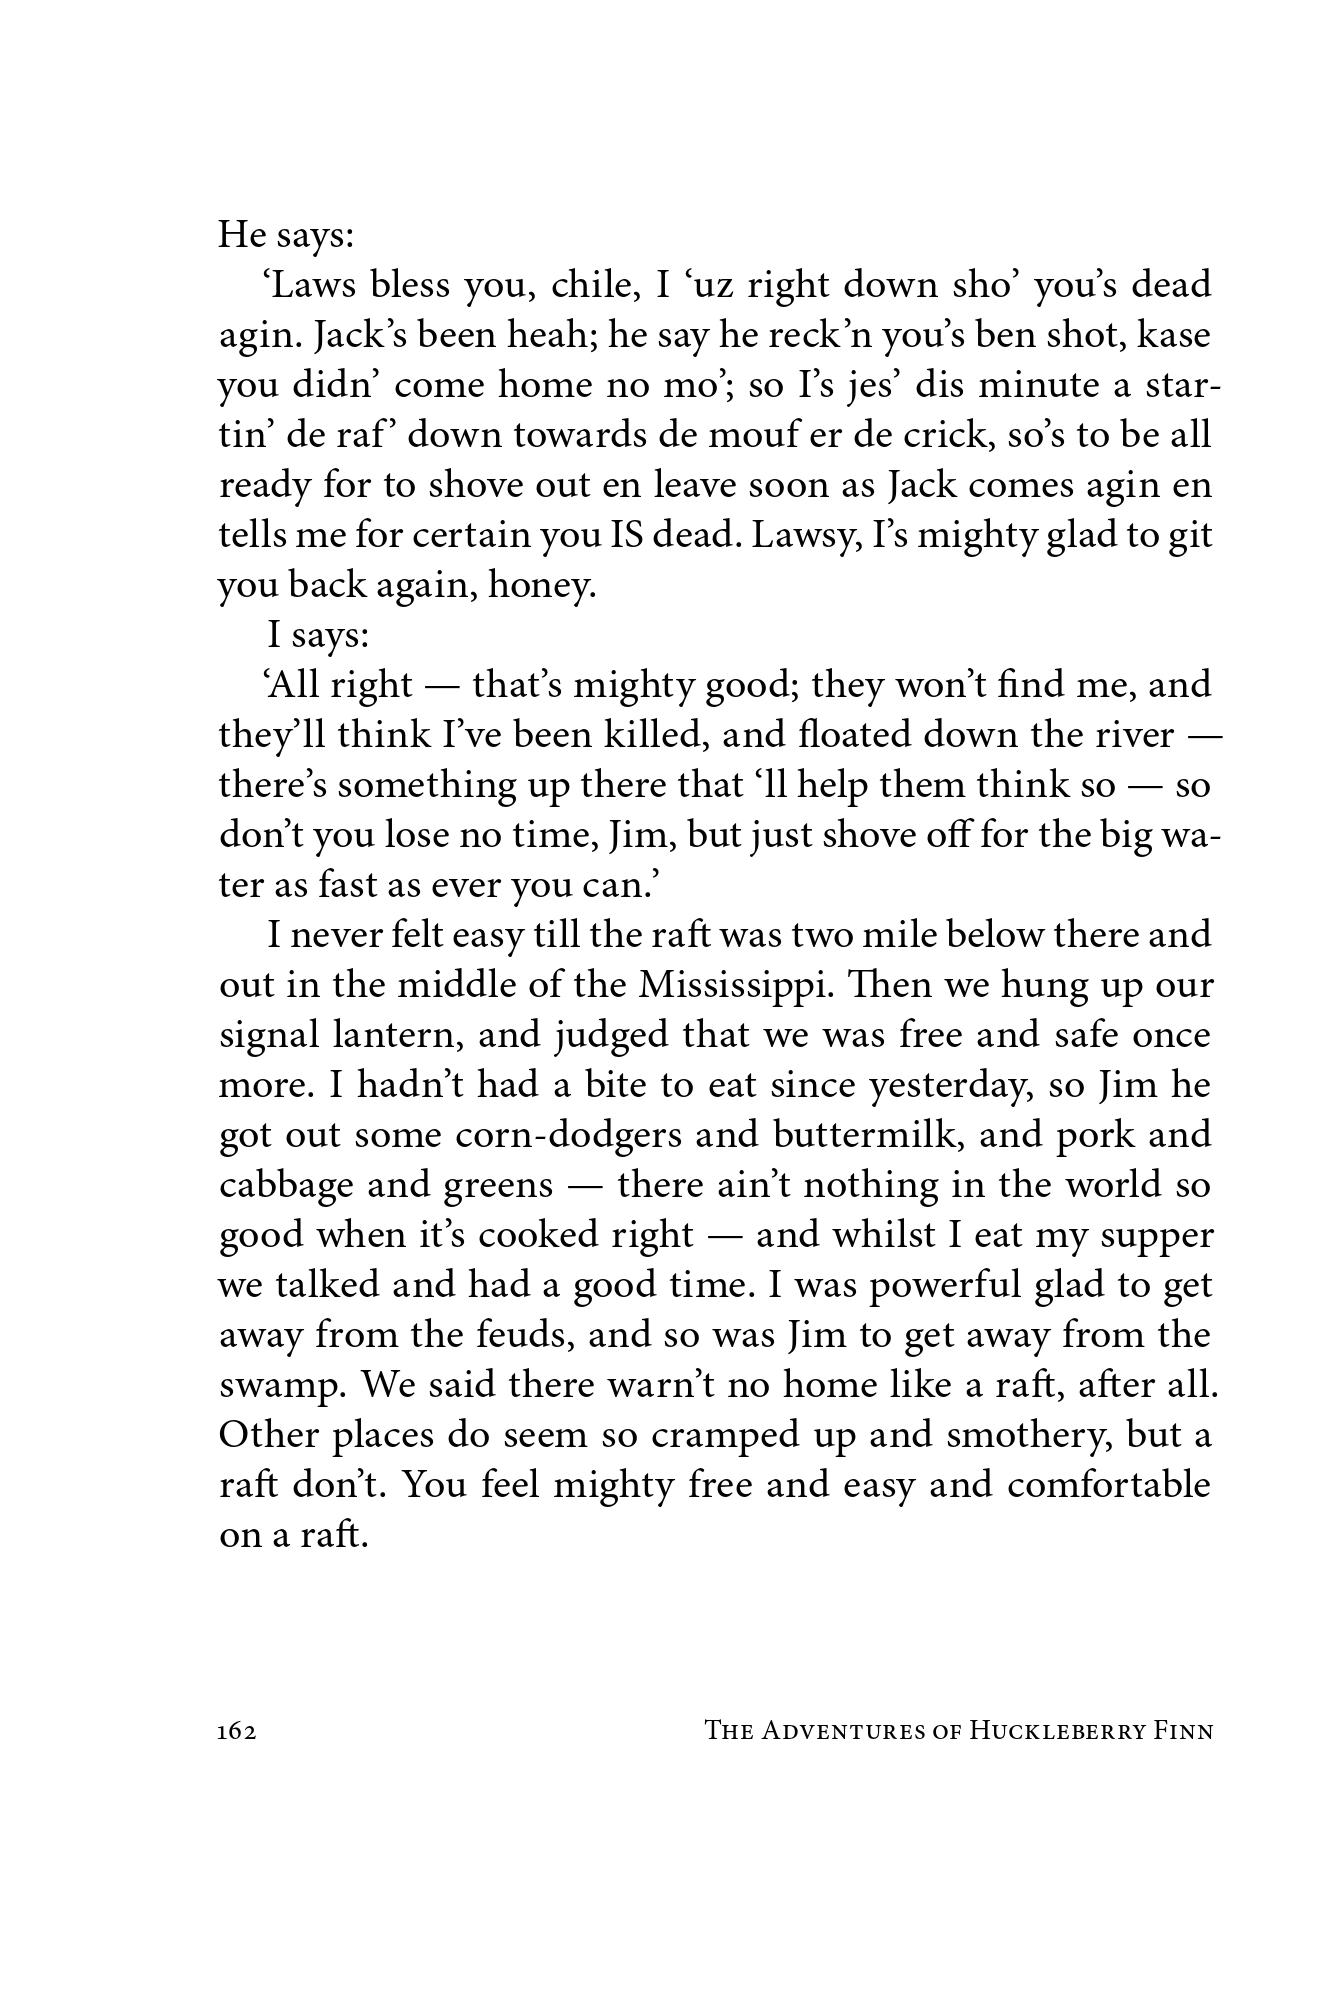 He says:
‘Laws bless you, chile, I ‘uz right down sho’ you’s dead
agin. Jack’s been heah; he say he reck’n you’s ben shot, kase
you didn’ come home no mo’; so I’s jes’ dis minute a star-
tin’ de raf’ down towards de mouf er de crick, so’s to be all
ready for to shove out en leave soon as Jack comes agin en
tells me for certain you IS dead. Lawsy, I’s mighty glad to git
you back again, honey.
I says:
‘All right — that’s mighty good; they won’t find me, and
they’ll think I’ve been killed, and floated down the river —
there’s something up there that ‘ll help them think so — so
don’t you lose no time, Jim, but just shove off for the big wa-
ter as fast as ever you can.’
I never felt easy till the raft was two mile below there and
out in the middle of the Mississippi. Then we hung up our
signal lantern, and judged that we was free and safe once
more. I hadn’t had a bite to eat since yesterday, so Jim he
got out some corn-dodgers and buttermilk, and pork and
cabbage and greens — there ain’t nothing in the world so
good when it’s cooked right — and whilst I eat my supper
we talked and had a good time. I was powerful glad to get
away from the feuds, and so was Jim to get away from the
swamp. We said there warn’t no home like a raft, after all.
Other places do seem so cramped up and smothery, but a
raft don’t. You feel mighty free and easy and comfortable
on a raft.
162 The Adventures of Huckleberry Finn